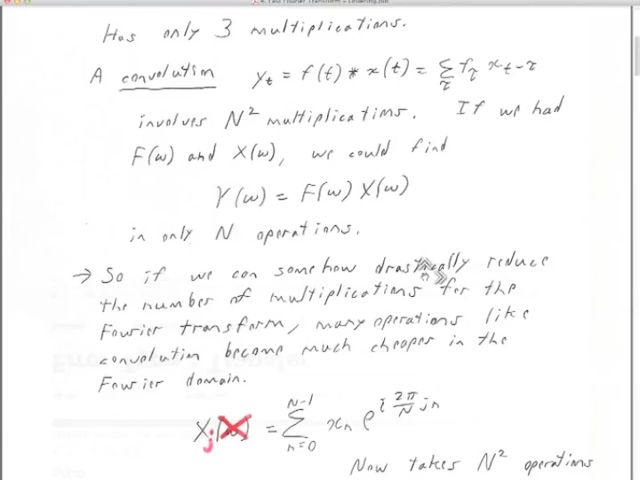 Has only 3 multiplications.
A convolution y_t = f(t) * x(t) = Σ_τ f_τ x_{t-τ}
involves N² multiplications. If we had
F(ω) and X(ω), we could find
Y(ω) = F(ω) X(ω)
in only N operations.
→ So if we can somehow drastically reduce
the number of multiplications for the
Fourier transform, many operations like
convolution become much cheaper in the
Fourier domain.
X_j(ω) = Σ_{n=0}^{N-1} x_n e^{i 2π/N jn}
Now takes N² operations